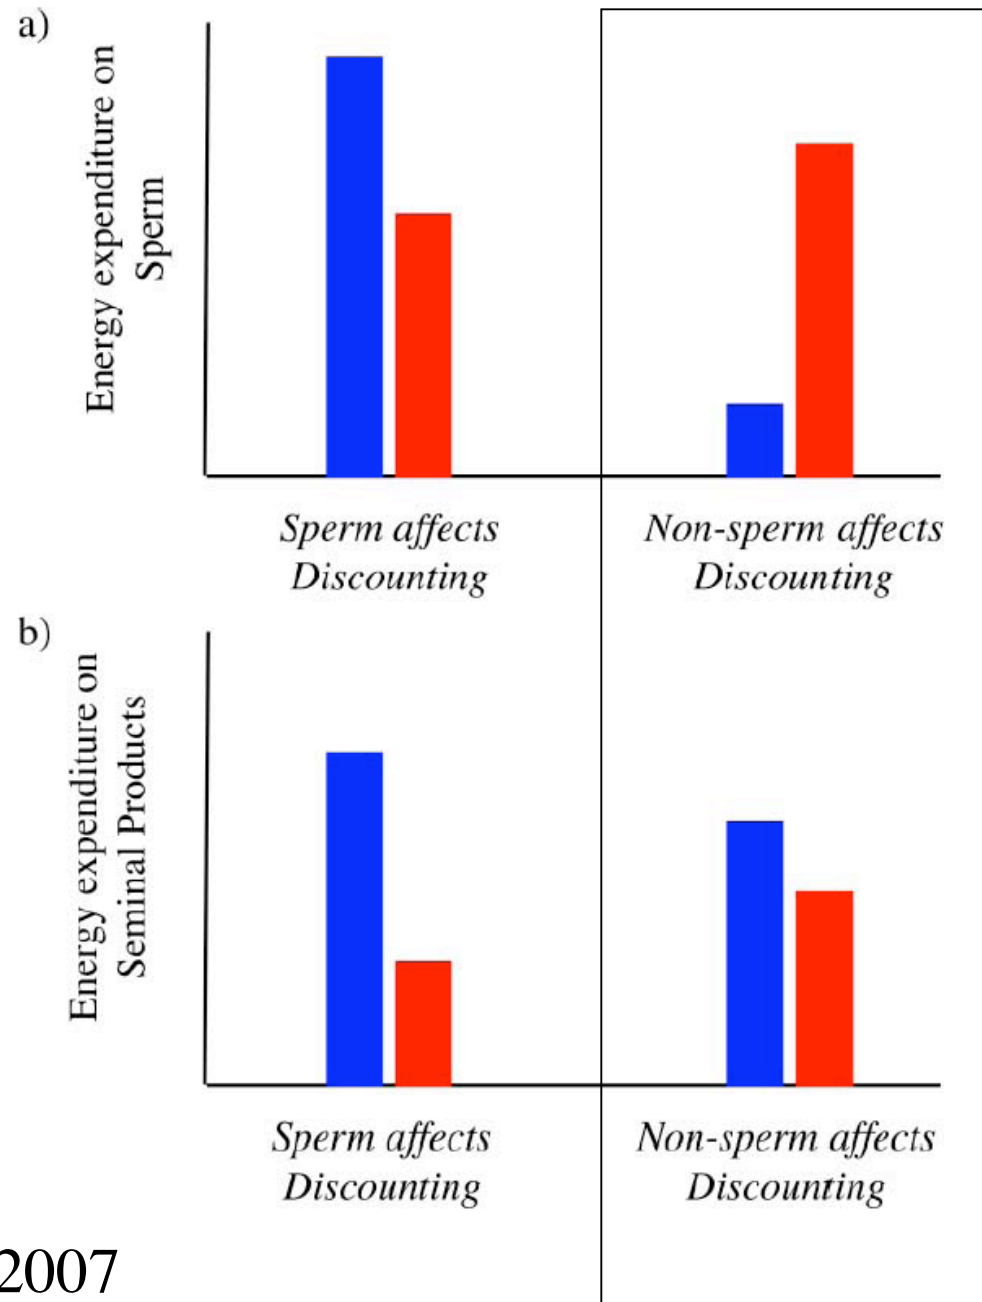 a)
Energy expenditure on
Sperm
Sperm affects
Discounting
Non-sperm affects
Discounting
b)
Energy expenditure on
Seminal Products
Sperm affects
Discounting
Non-sperm affects
Discounting
2007